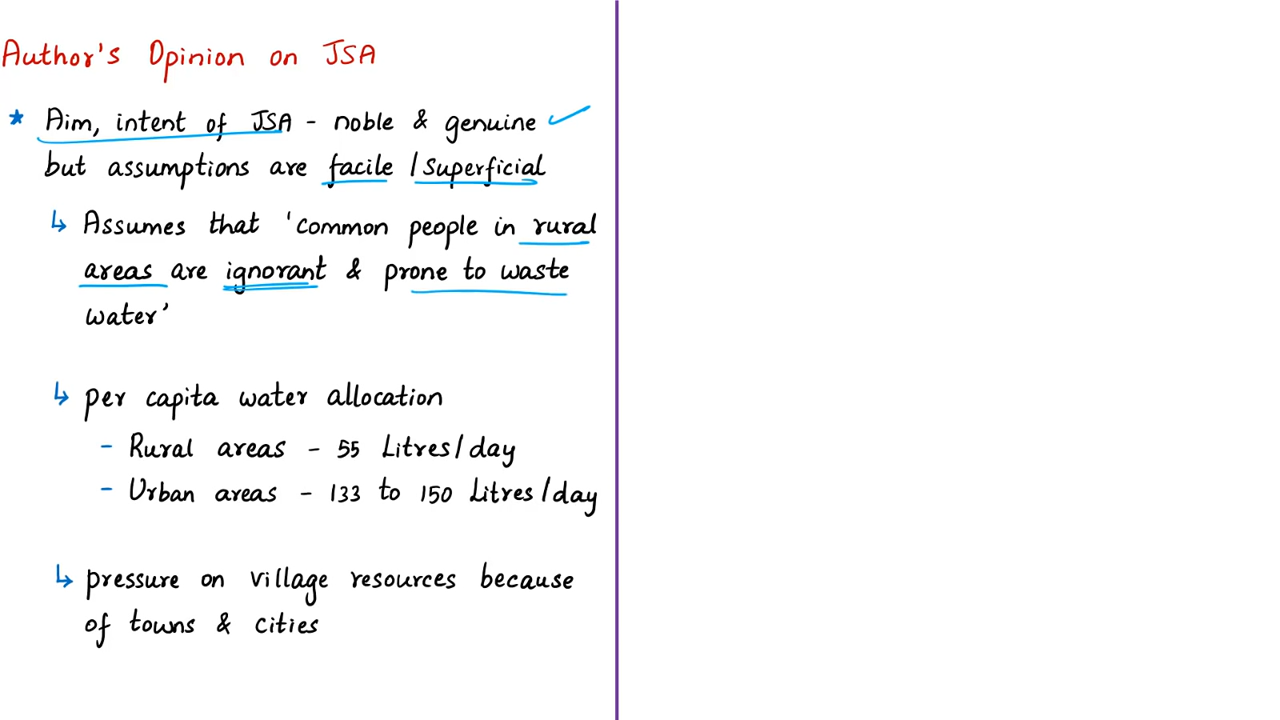 Author's Opinion on JSA
* Aim, intent of JSA - noble & genuine ✓
but assumptions are facile / superficial
↳ Assumes that 'common people in rural
areas are ignorant & prone to waste
water'
↳ per capita water allocation
- Rural areas - 55 Litres/day
- Urban areas - 133 to 150 Litres/day
↳ pressure on village resources because
of towns & cities